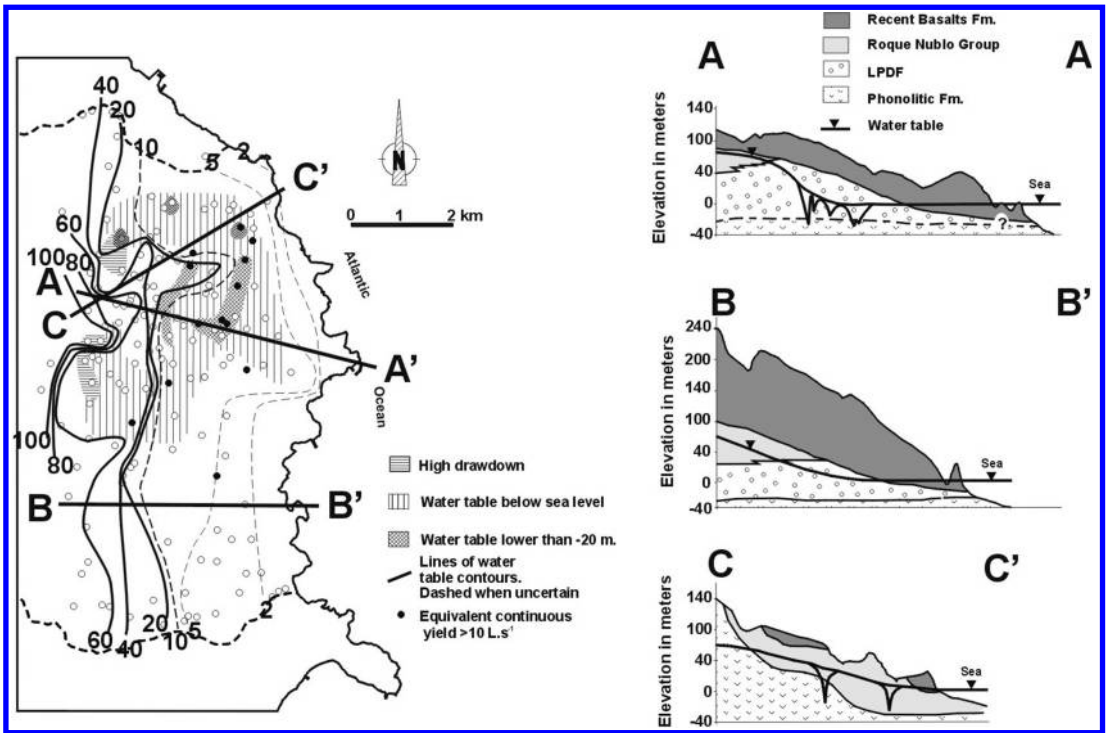 40
20
10
5
2
C'
N
0 1 2 km
60
100
80
A
C
Atlantic
A'
Ocean
100
80
B
B'
60
40
20
10
5
2
High drawdown
Water table below sea level
Water table lower than -20 m.
Lines of water
table contours.
Dashed when uncertain
Equivalent continuous
yield >10 L.s⁻¹
Recent Basalts Fm.
Roque Nublo Group
LPDF
Phonolitic Fm.
Water table
A
A
Elevation in meters
140
100
40
0
-40
Sea
?
B
B'
Elevation in meters
240
200
140
100
40
0
-40
Sea
C
C'
Elevation in meters
140
100
40
0
-40
Sea